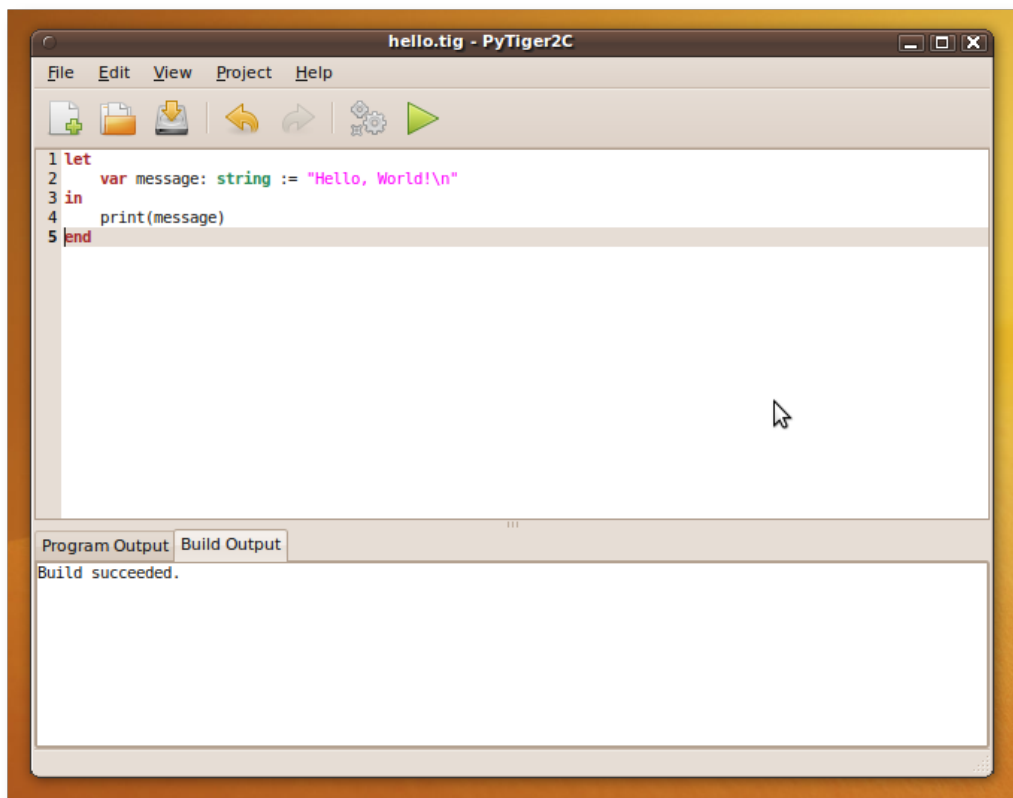 hello.tig - PyTiger2C
File Edit View Project Help
1 let
2     var message: string := "Hello, World!\n"
3 in
4     print(message)
5 end
Program Output Build Output
Build succeeded.